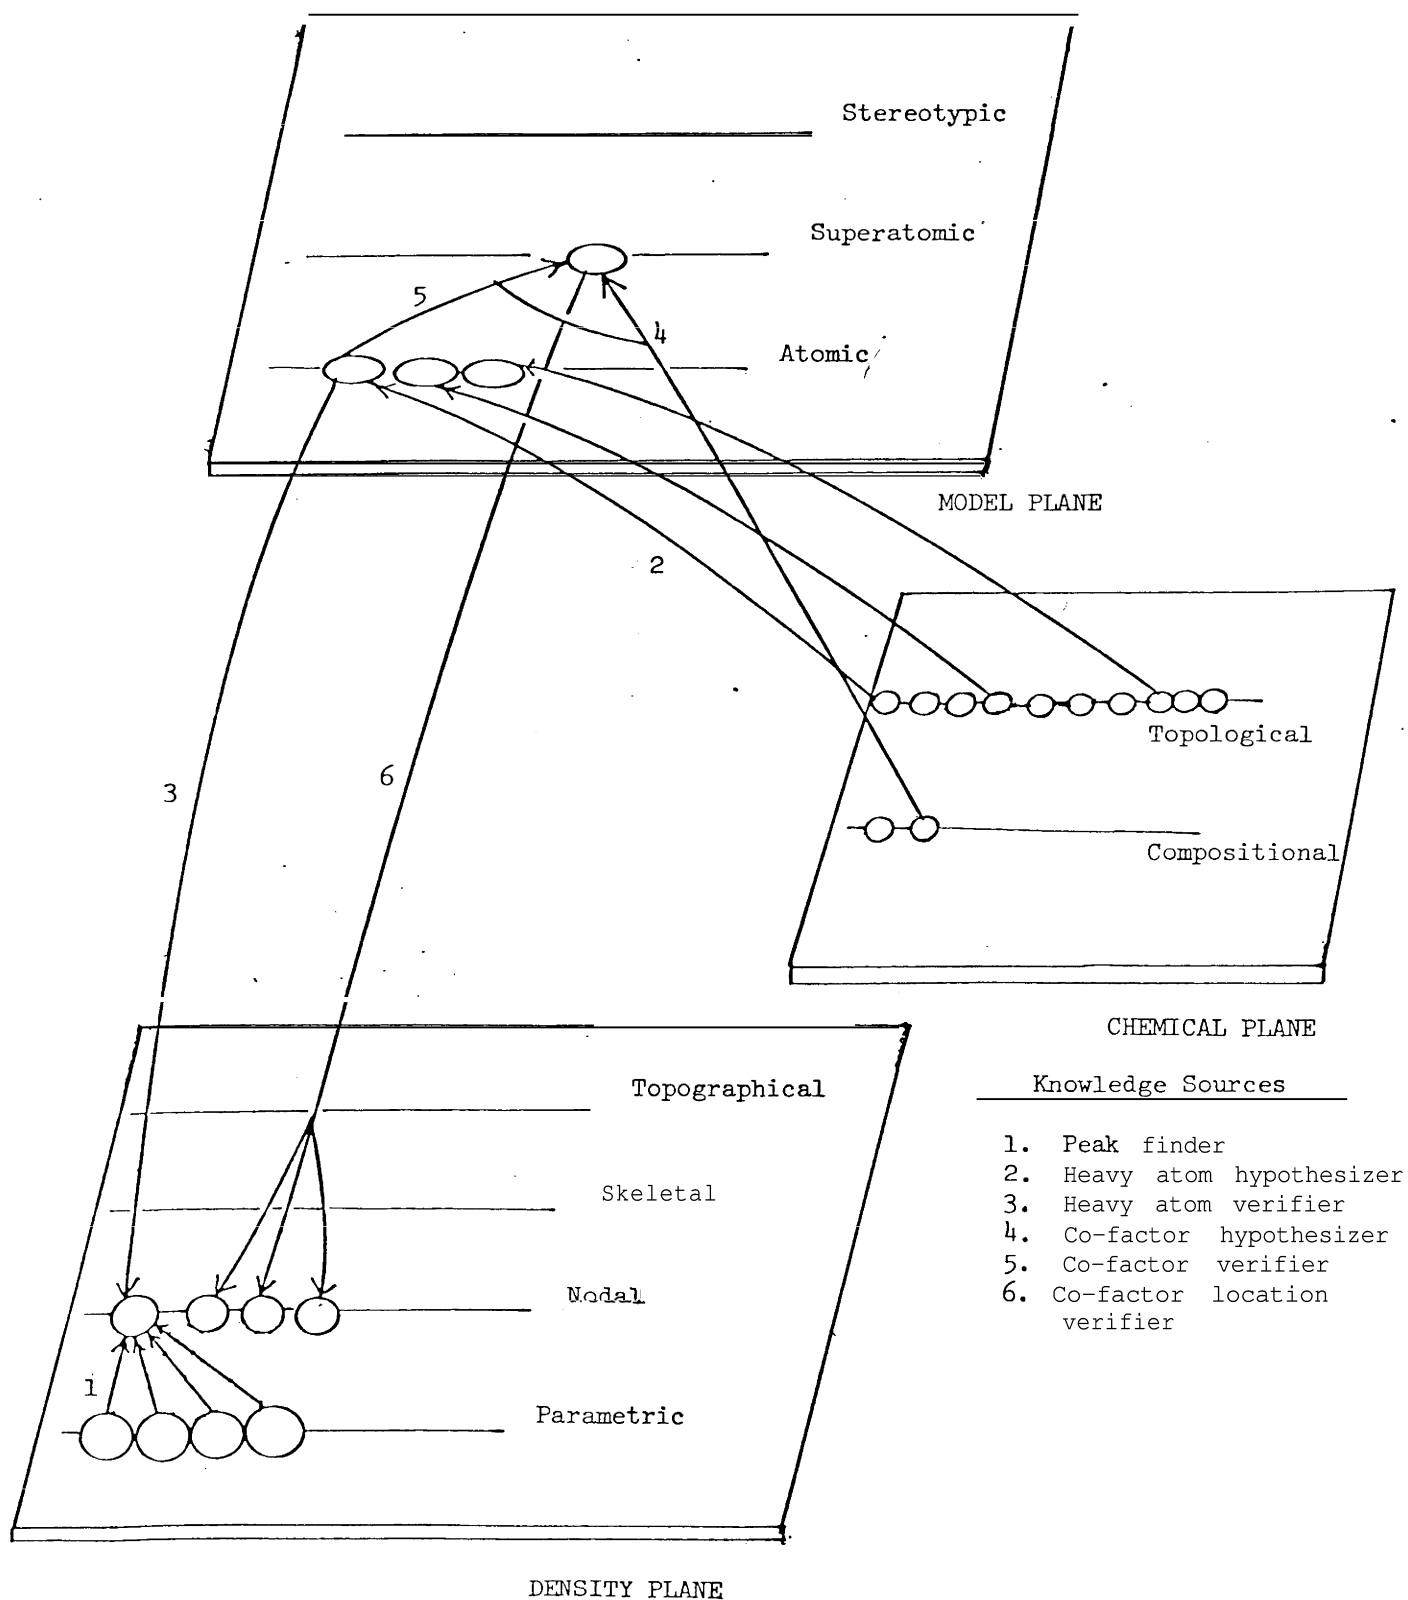 Stereotypic
Superatomic
5
4
Atomic
MODEL PLANE
2
Topological
6
3
Compositional
CHEMICAL PLANE
Topographical
Skeletal
Nodal
1
Parametric
DENSITY PLANE
Knowledge Sources
1. Peak finder
2. Heavy atom hypothesizer
3. Heavy atom verifier
4. Co-factor hypothesizer
5. Co-factor verifier
6. Co-factor location
verifier